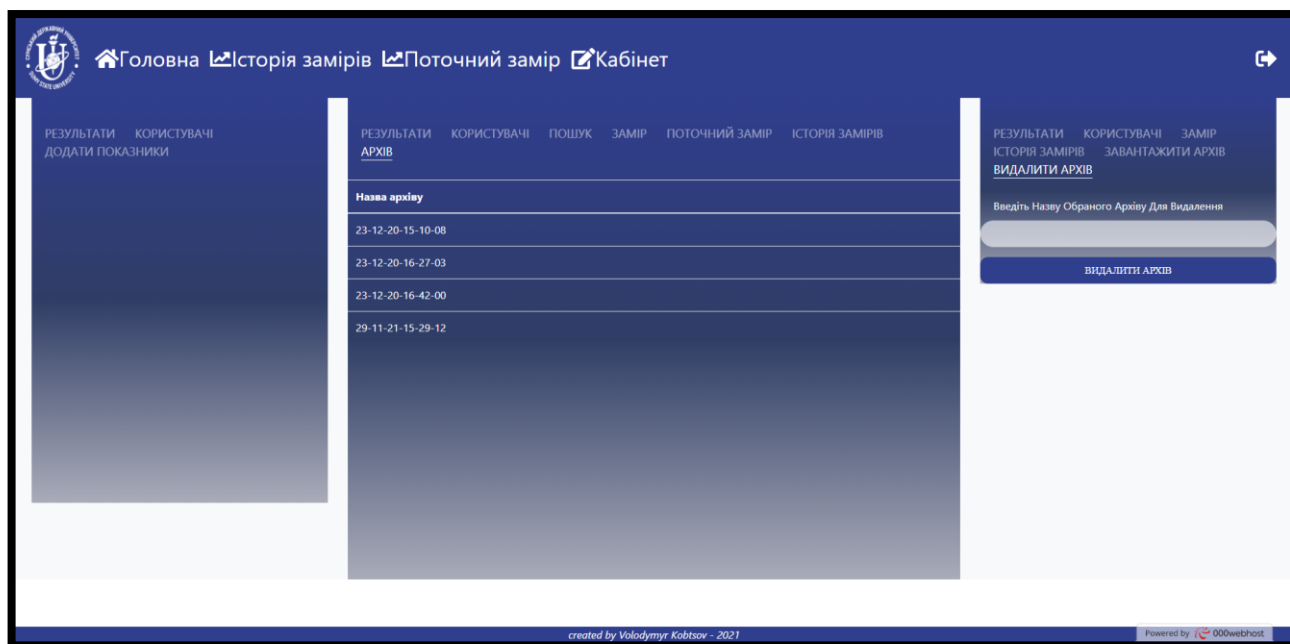 Головна Історія замірів Поточний замір Кабінет
SUMY STATE UNIVERSITY
РЕЗУЛЬТАТИ КОРИСТУВАЧІ
ДОДАТИ ПОКАЗНИКИ
РЕЗУЛЬТАТИ КОРИСТУВАЧІ ПОШУК ЗАМІР ПОТОЧНИЙ ЗАМІР ІСТОРІЯ ЗАМІРІВ
АРХІВ
Назва архіву
23-12-20-15-10-08
23-12-20-16-27-03
23-12-20-16-42-00
29-11-21-15-29-12
РЕЗУЛЬТАТИ КОРИСТУВАЧІ ЗАМІР
ІСТОРІЯ ЗАМІРІВ ЗАВАНТАЖИТИ АРХІВ
ВИДАЛИТИ АРХІВ
Введіть Назву Обраного Архіву Для Видалення
ВИДАЛИТИ АРХІВ
created by Volodymyr Kobtsov - 2021
Powered by 000webhost